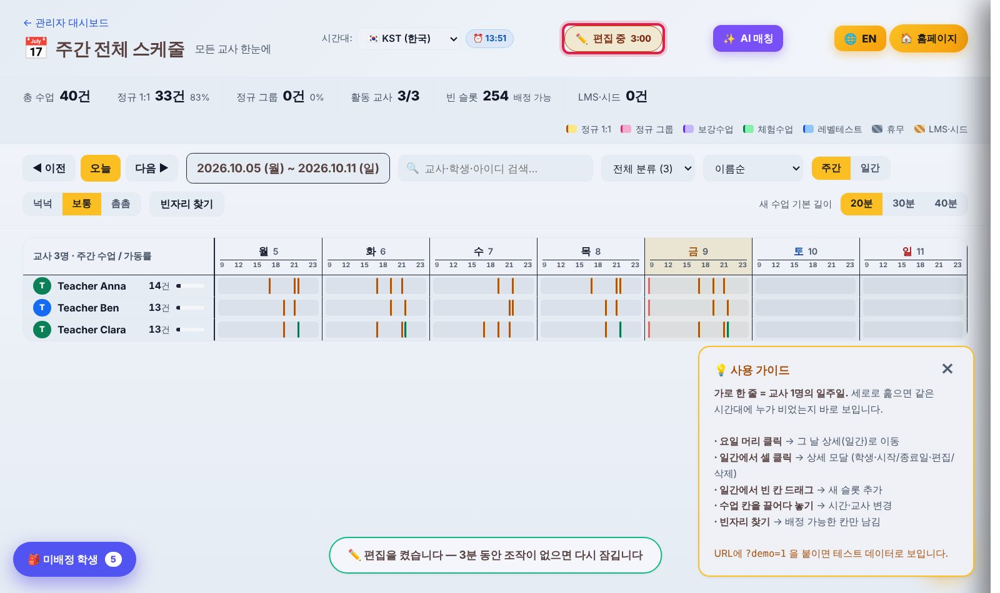 ← 관리자 대시보드
주간 전체 스케줄 모든 교사 한눈에
시간대: KST (한국) 13:51
편집 중 3:00
AI 매칭
EN
홈페이지
총 수업 40건 정규 1:1 33건 83% 정규 그룹 0건 0% 활동 교사 3/3 빈 슬롯 254 배정 가능 LMS·시드 0건
정규 1:1 정규 그룹 보강수업 체험수업 레벨테스트 휴무 LMS·시드
◀ 이전 오늘 다음 ▶ 2026.10.05 (월) ~ 2026.10.11 (일) 교사·학생·아이디 검색... 전체 분류 (3) 이름순 주간 일간
넉넉 보통 촘촘 빈자리 찾기 새 수업 기본 길이 20분 30분 40분
교사 3명 · 주간 수업 / 가동률 월 5 화 6 수 7 목 8 금 9 토 10 일 11
9 12 15 18 21 23 9 12 15 18 21 23 9 12 15 18 21 23 9 12 15 18 21 23 9 12 15 18 21 23 9 12 15 18 21 23 9 12 15 18 21 23
T Teacher Anna 14건
T Teacher Ben 13건
T Teacher Clara 13건
사용 가이드 ✕
가로 한 줄 = 교사 1명의 일주일. 세로로 훑으면 같은
시간대에 누가 비었는지 바로 보입니다.
· 요일 머리 클릭 → 그 날 상세(일간)로 이동
· 일간에서 셀 클릭 → 상세 모달 (학생·시작/종료일·편집/
삭제)
· 일간에서 빈 칸 드래그 → 새 슬롯 추가
· 수업 칸을 끌어다 놓기 → 시간·교사 변경
· 빈자리 찾기 → 배정 가능한 칸만 남김
URL에 ?demo=1 을 붙이면 테스트 데이터로 보입니다.
미배정 학생 5
편집을 켰습니다 — 3분 동안 조작이 없으면 다시 잠깁니다